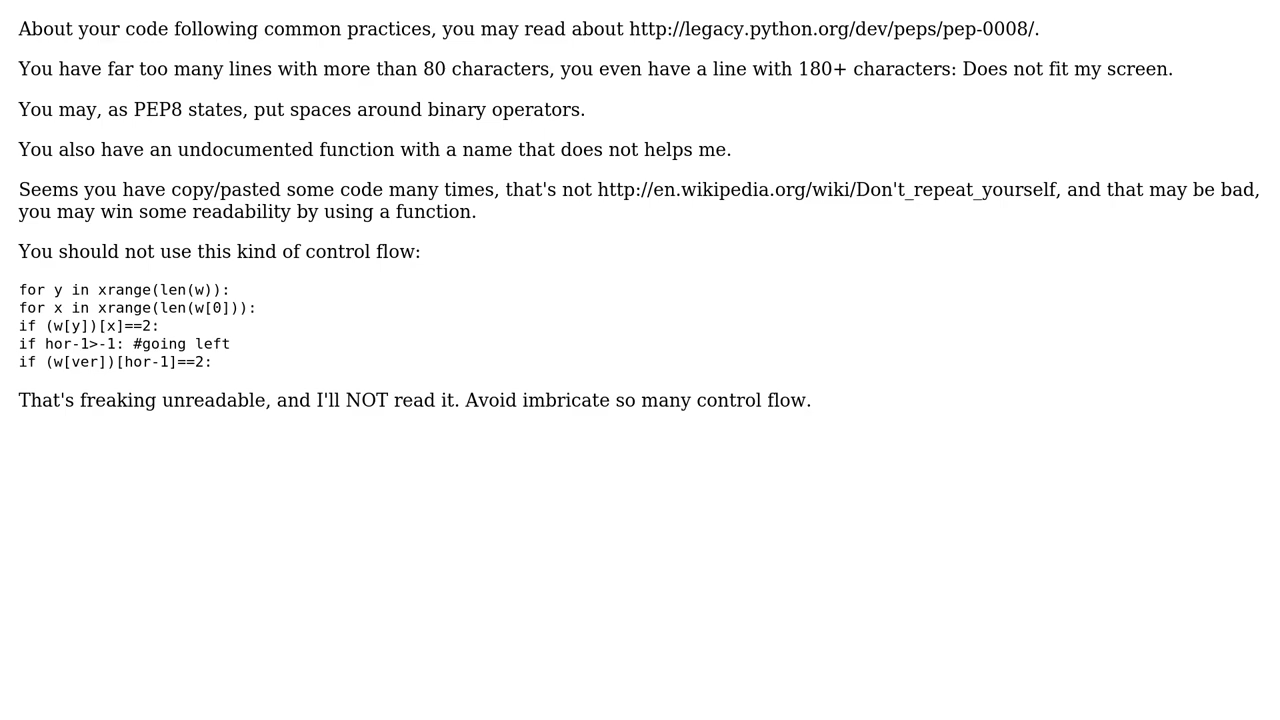 About your code following common practices, you may read about http://legacy.python.org/dev/peps/pep-0008/.
You have far too many lines with more than 80 characters, you even have a line with 180+ characters: Does not fit my screen.
You may, as PEP8 states, put spaces around binary operators.
You also have an undocumented function with a name that does not helps me.
Seems you have copy/pasted some code many times, that's not http://en.wikipedia.org/wiki/Don't_repeat_yourself, and that may be bad,
you may win some readability by using a function.
You should not use this kind of control flow:
for y in xrange(len(w)):
for x in xrange(len(w[0])):
if (w[y])[x]==2:
if hor-1>-1: #going left
if (w[ver])[hor-1]==2:
That's freaking unreadable, and I'll NOT read it. Avoid imbricate so many control flow.